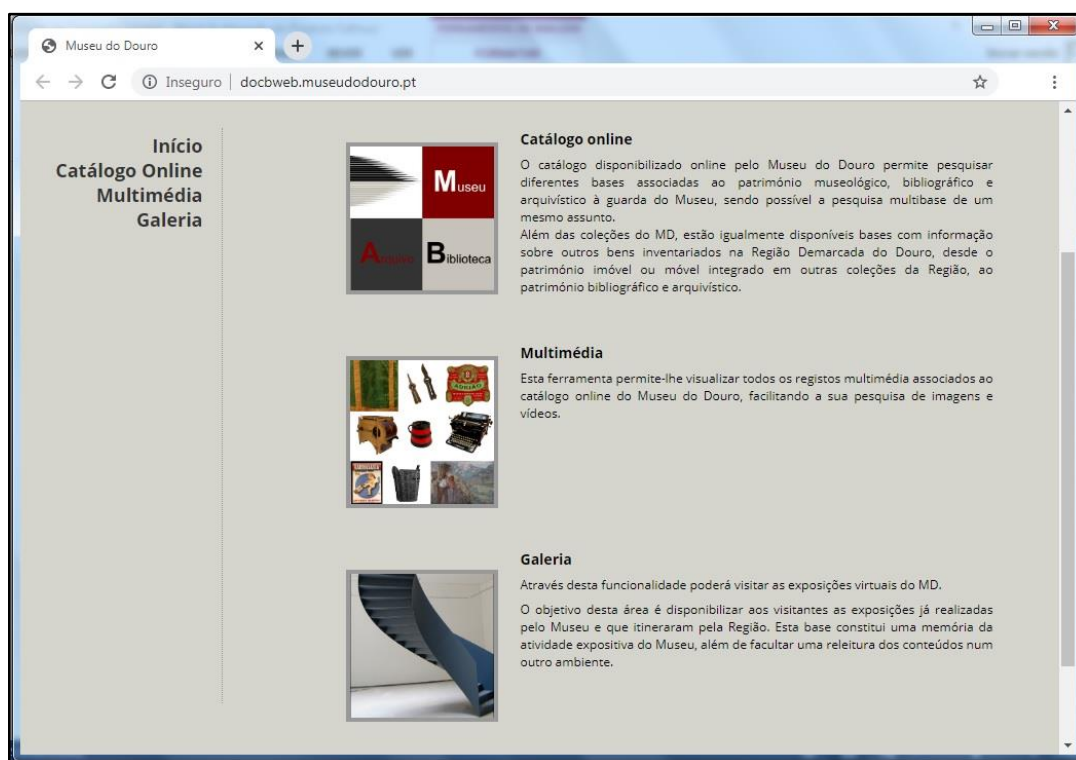 Museu do Douro
Inseguro | docbweb.museudodouro.pt
Início
Catálogo Online
Multimédia
Galeria
Museu
Arquivo
Biblioteca
Catálogo online
O catálogo disponibilizado online pelo Museu do Douro permite pesquisar
diferentes bases associadas ao património museológico, bibliográfico e
arquivístico à guarda do Museu, sendo possível a pesquisa multibase de um
mesmo assunto.
Além das coleções do MD, estão igualmente disponíveis bases com informação
sobre outros bens inventariados na Região Demarcada do Douro, desde o
património imóvel ou móvel integrado em outras coleções da Região, ao
património bibliográfico e arquivístico.
Multimédia
Esta ferramenta permite-lhe visualizar todos os registos multimédia associados ao
catálogo online do Museu do Douro, facilitando a sua pesquisa de imagens e
vídeos.
Galeria
Através desta funcionalidade poderá visitar as exposições virtuais do MD.
O objetivo desta área é disponibilizar aos visitantes as exposições já realizadas
pelo Museu e que itineraram pela Região. Esta base constitui uma memória da
atividade expositiva do Museu, além de facultar uma releitura dos conteúdos num
outro ambiente.